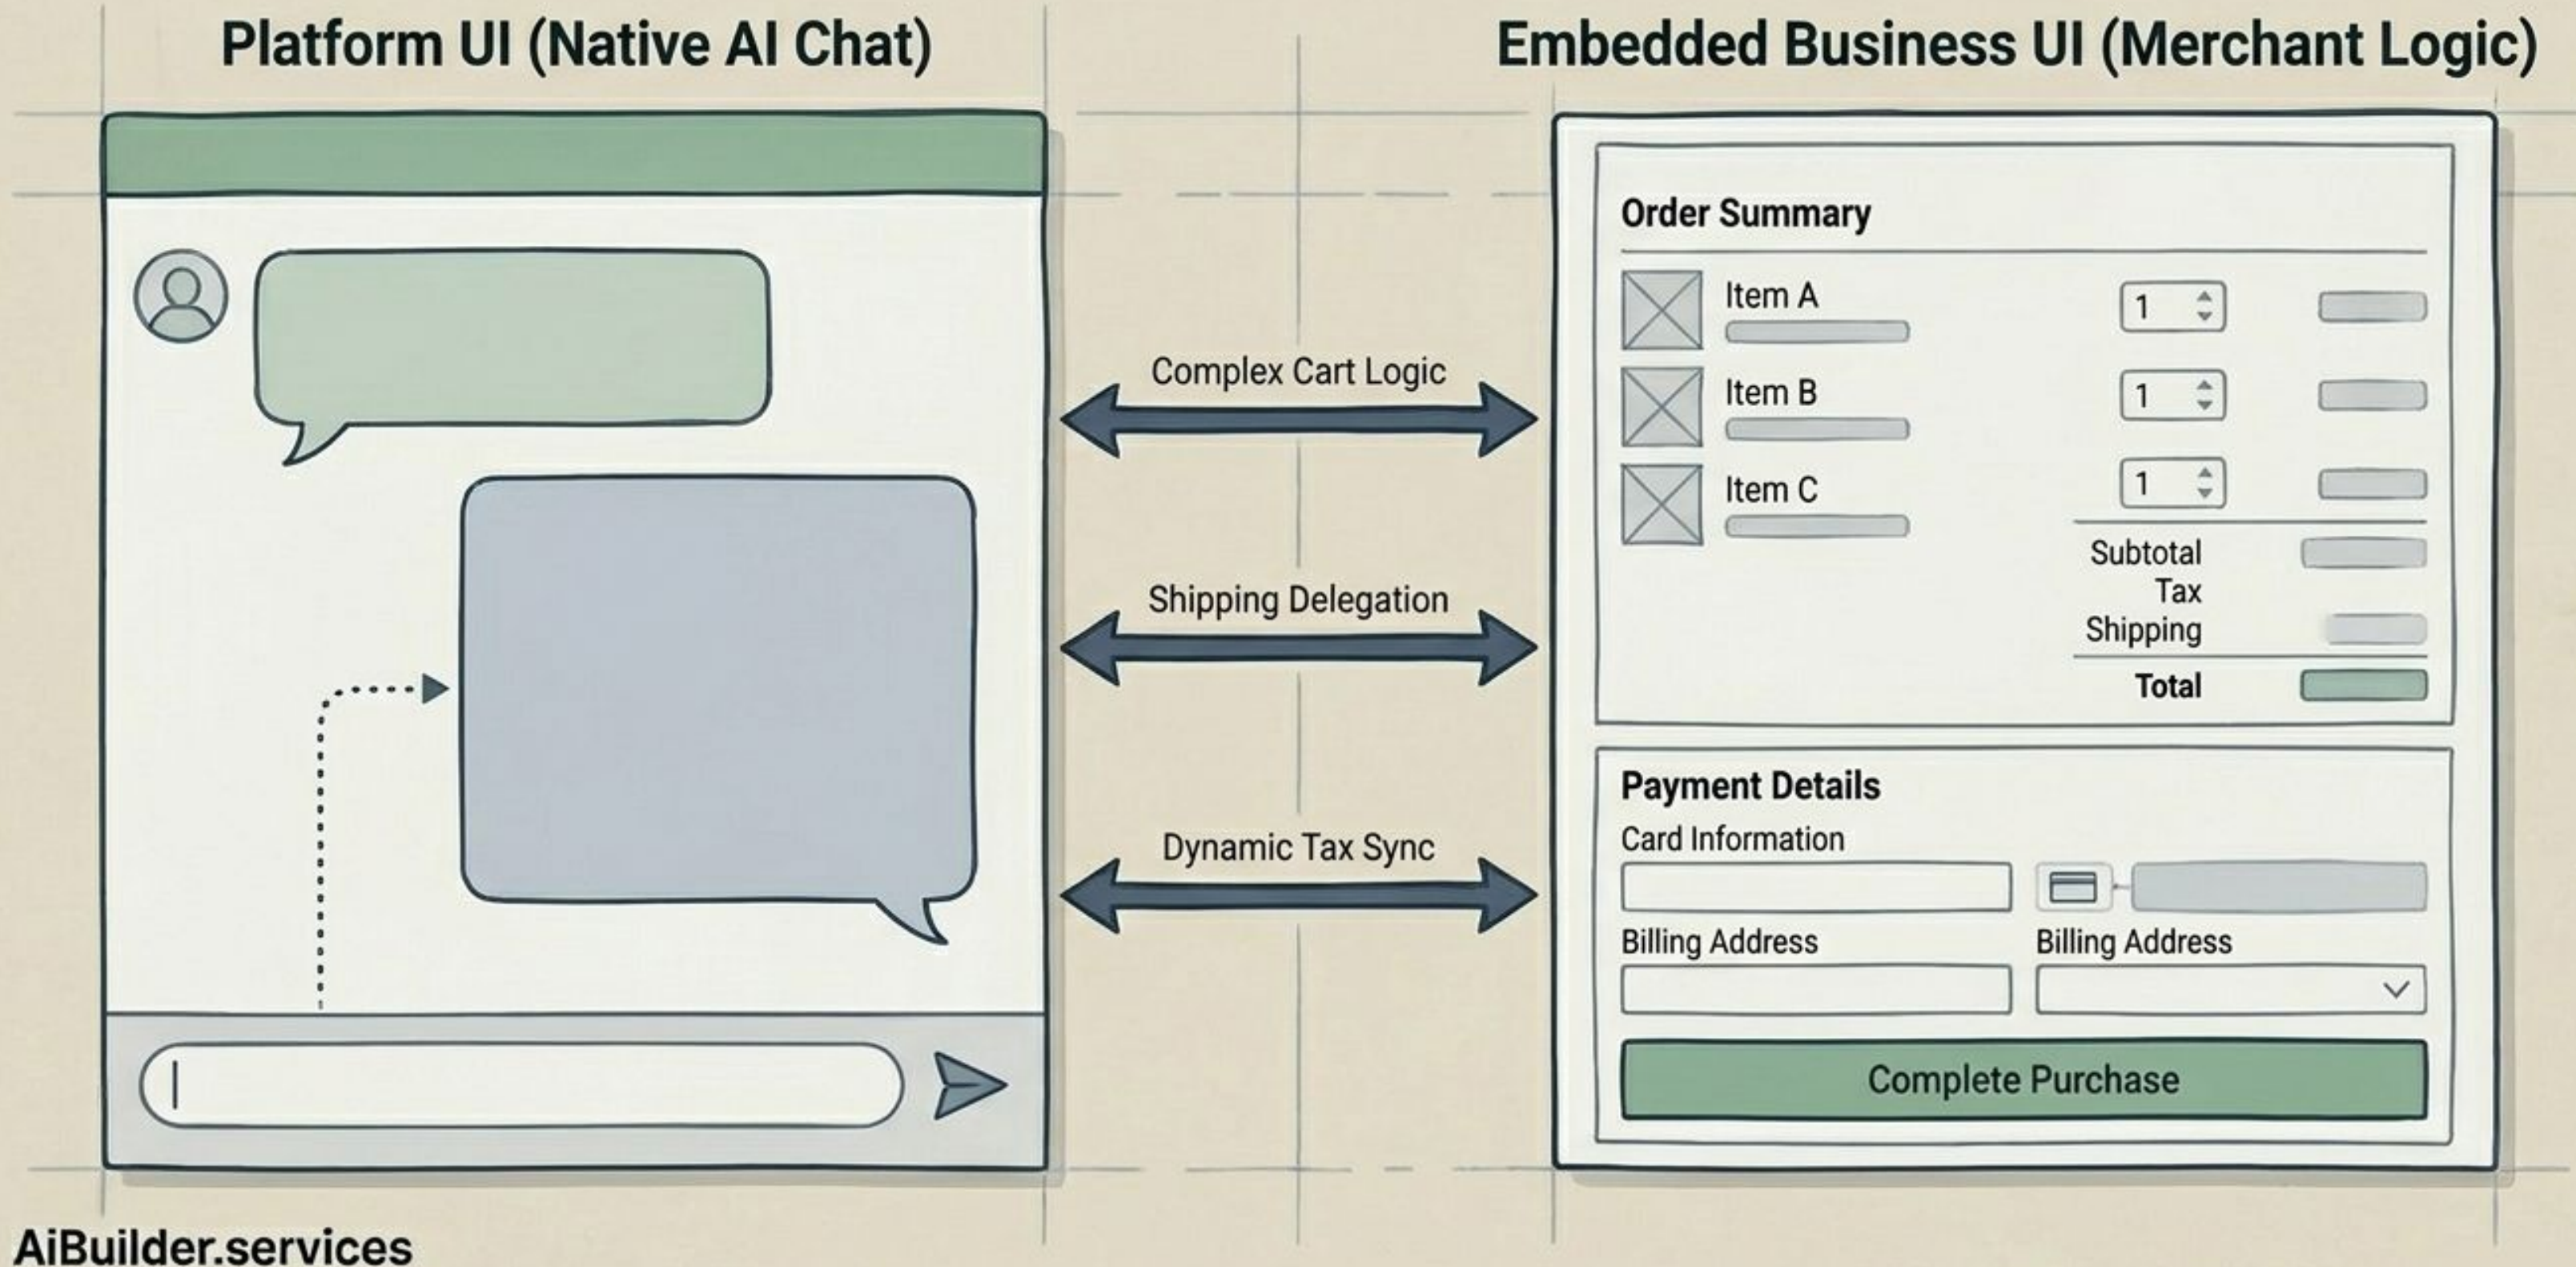 Platform UI (Native AI Chat)
Embedded Business UI (Merchant Logic)
Complex Cart Logic
Shipping Delegation
Dynamic Tax Sync
Order Summary
Item A
1
Item B
1
Item C
1
Subtotal
Tax
Shipping
Total
Payment Details
Card Information
Billing Address
Billing Address
Complete Purchase
AiBuilder.services